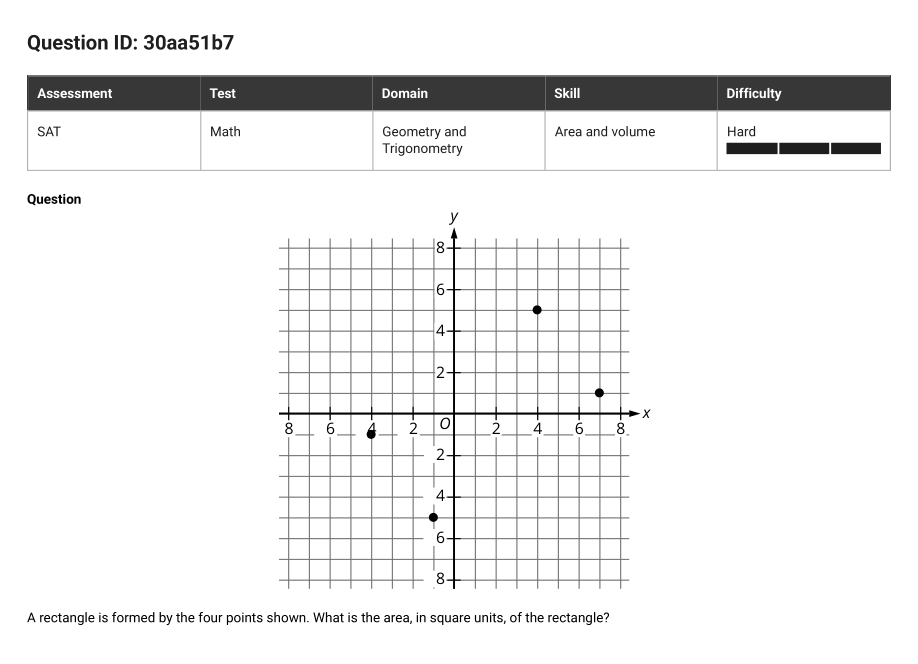 Question ID: 30aa51b7
Assessment Test Domain Skill Difficulty
SAT Math Geometry and Trigonometry Area and volume Hard
Question
y
8
6
4
2
8 6 4 2 O 2 4 6 8 x
2
4
6
8
A rectangle is formed by the four points shown. What is the area, in square units, of the rectangle?